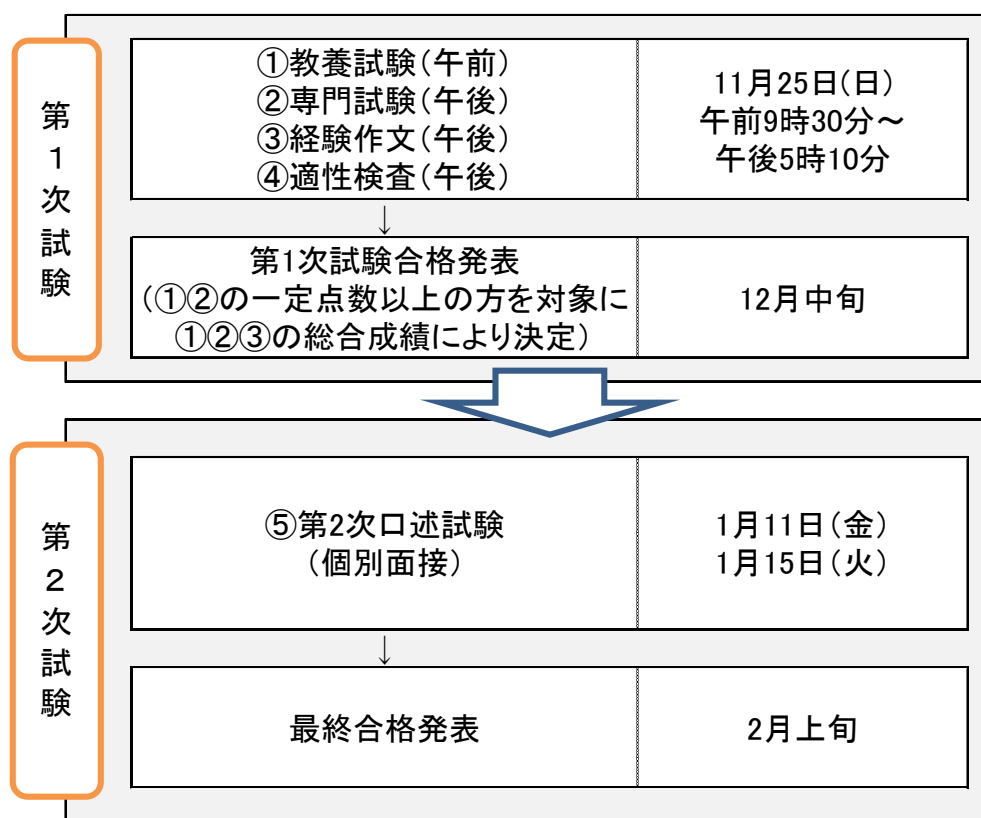 第1次試験
①教養試験(午前)
②専門試験(午後)
③経験作文(午後)
④適性検査(午後)
11月25日(日)
午前9時30分～
午後5時10分
↓
第1次試験合格発表
(①②の一定点数以上の方を対象に
①②③の総合成績により決定)
12月中旬
第2次試験
⑤第2次口述試験
(個別面接)
1月11日(金)
1月15日(火)
↓
最終合格発表
2月上旬